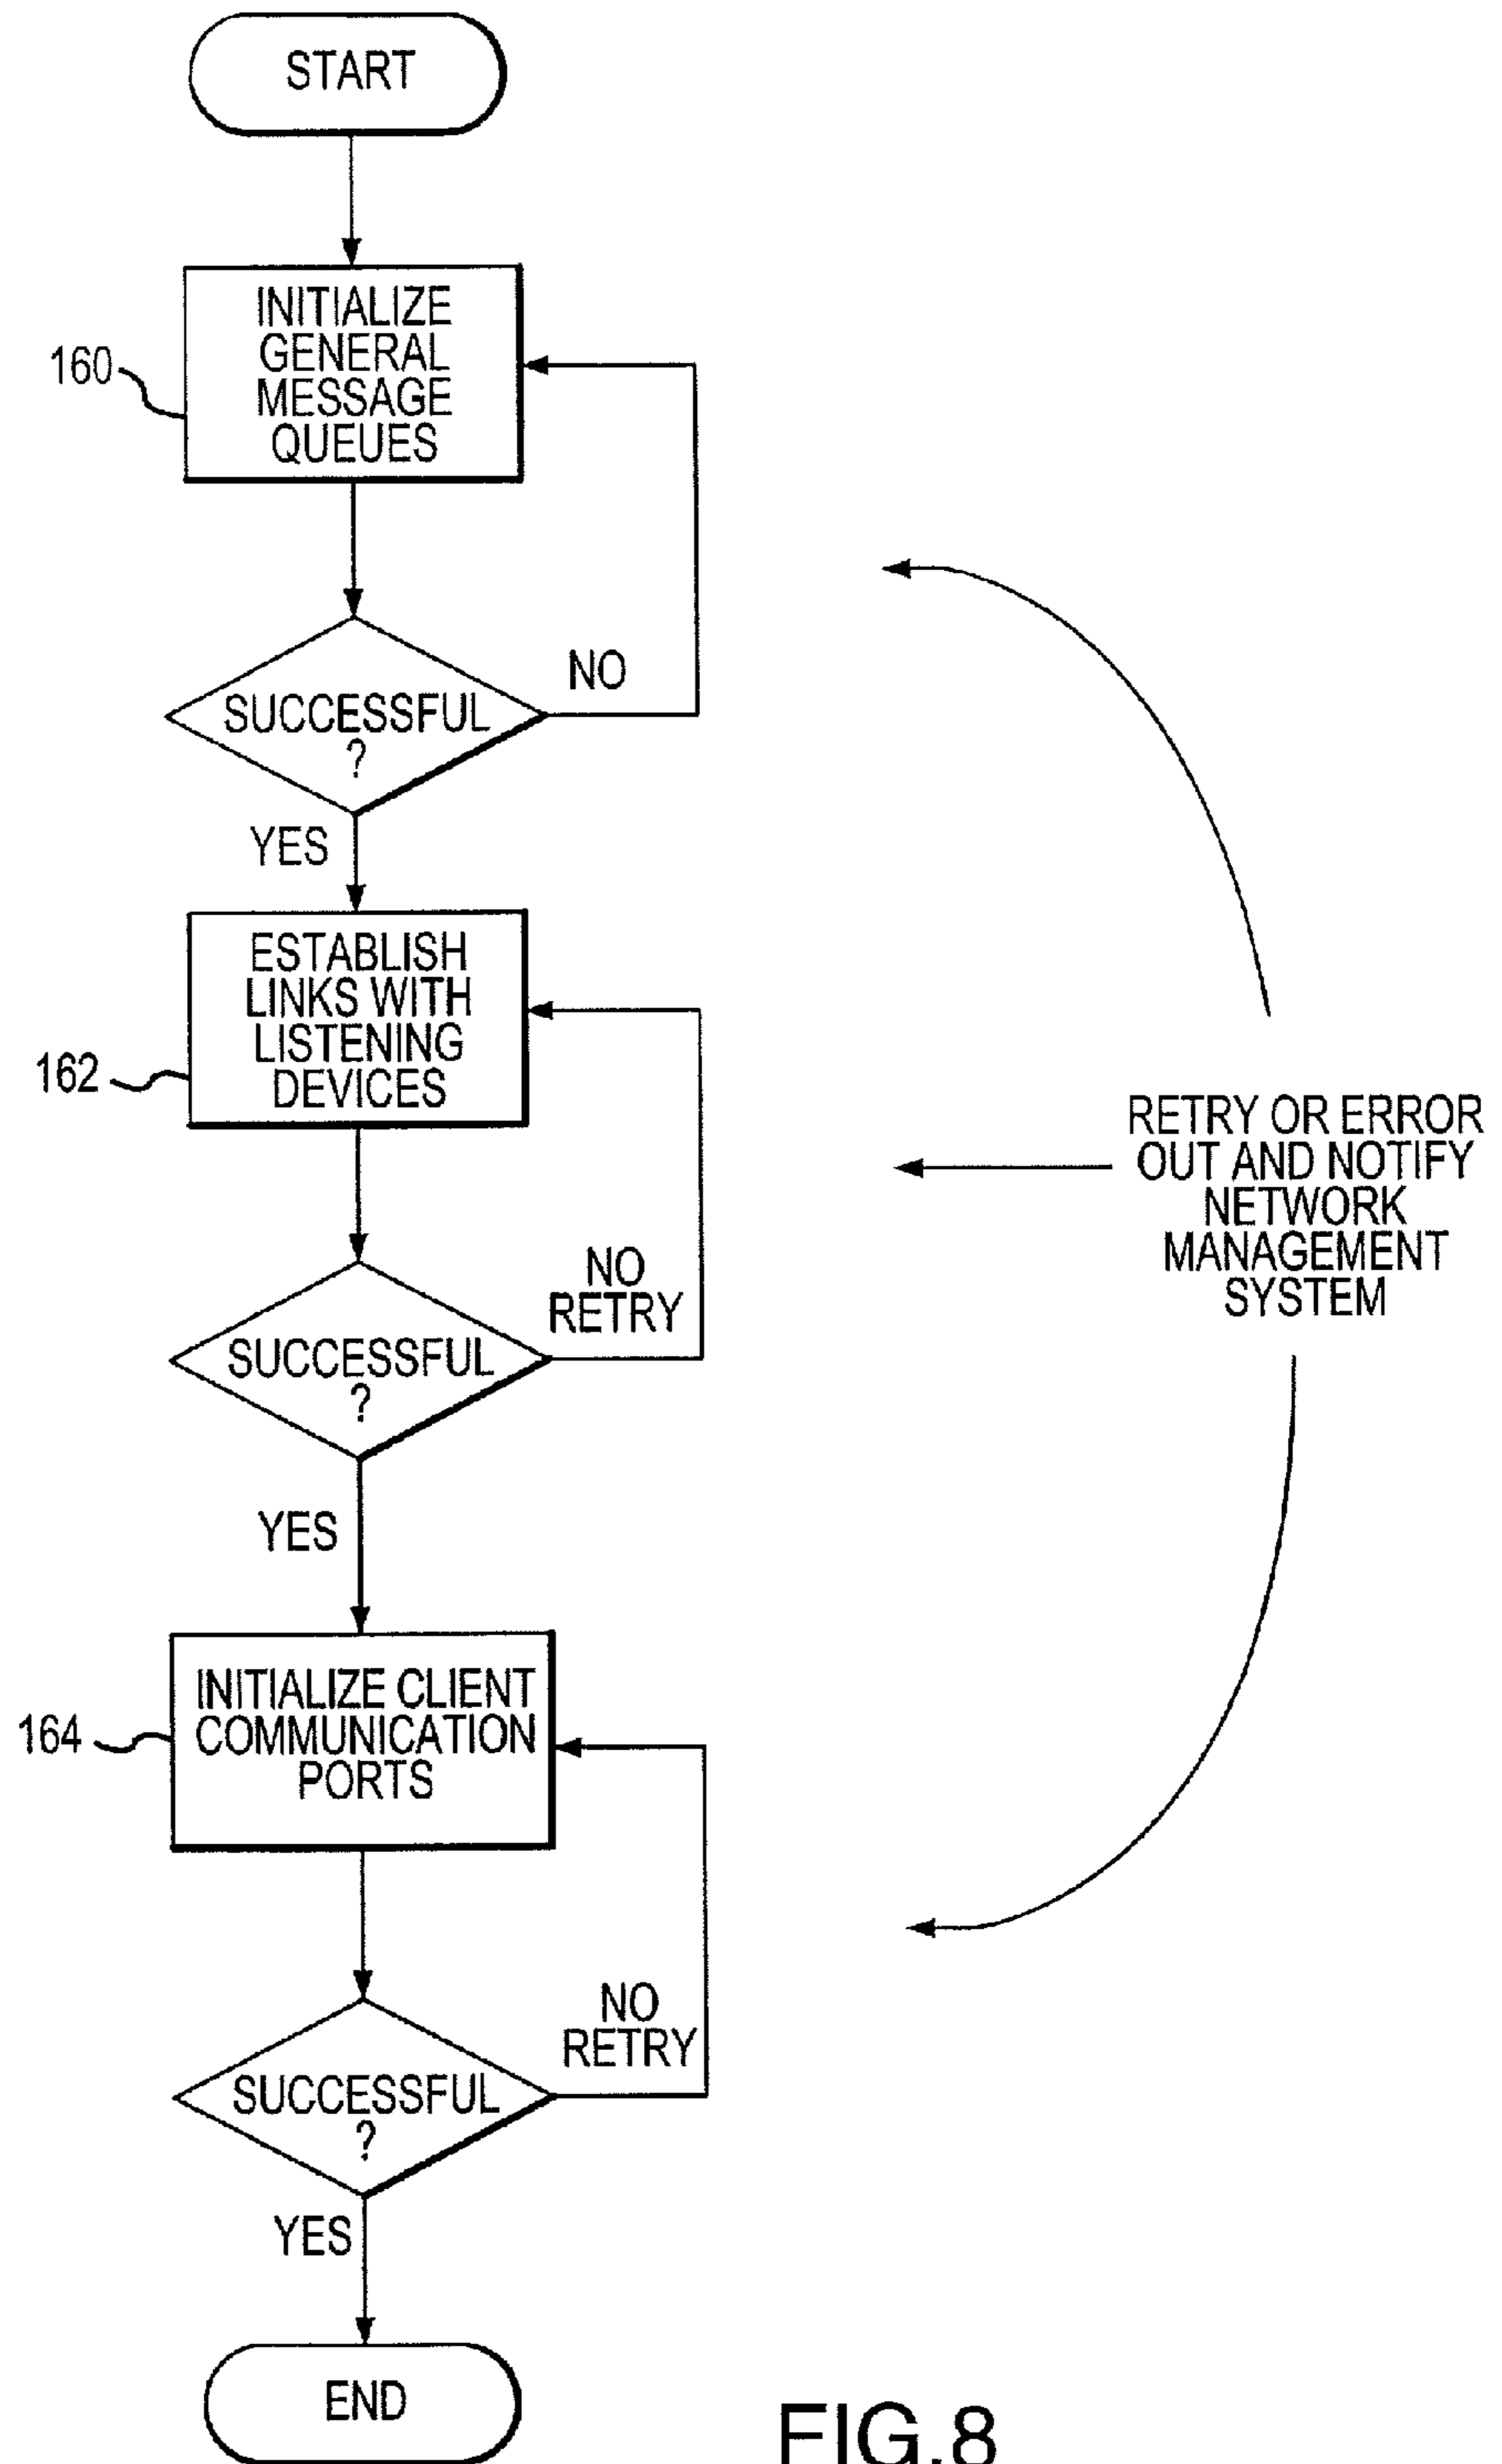 START
INITIALIZE
GENERAL
MESSAGE
QUEUES
160
SUCCESSFUL
?
NO
YES
ESTABLISH
LINKS WITH
LISTENING
DEVICES
162
SUCCESSFUL
?
NO
RETRY
YES
INITIALIZE CLIENT
COMMUNICATION
PORTS
164
SUCCESSFUL
?
NO
RETRY
YES
END
RETRY OR ERROR
OUT AND NOTIFY
NETWORK
MANAGEMENT
SYSTEM
FIG.8